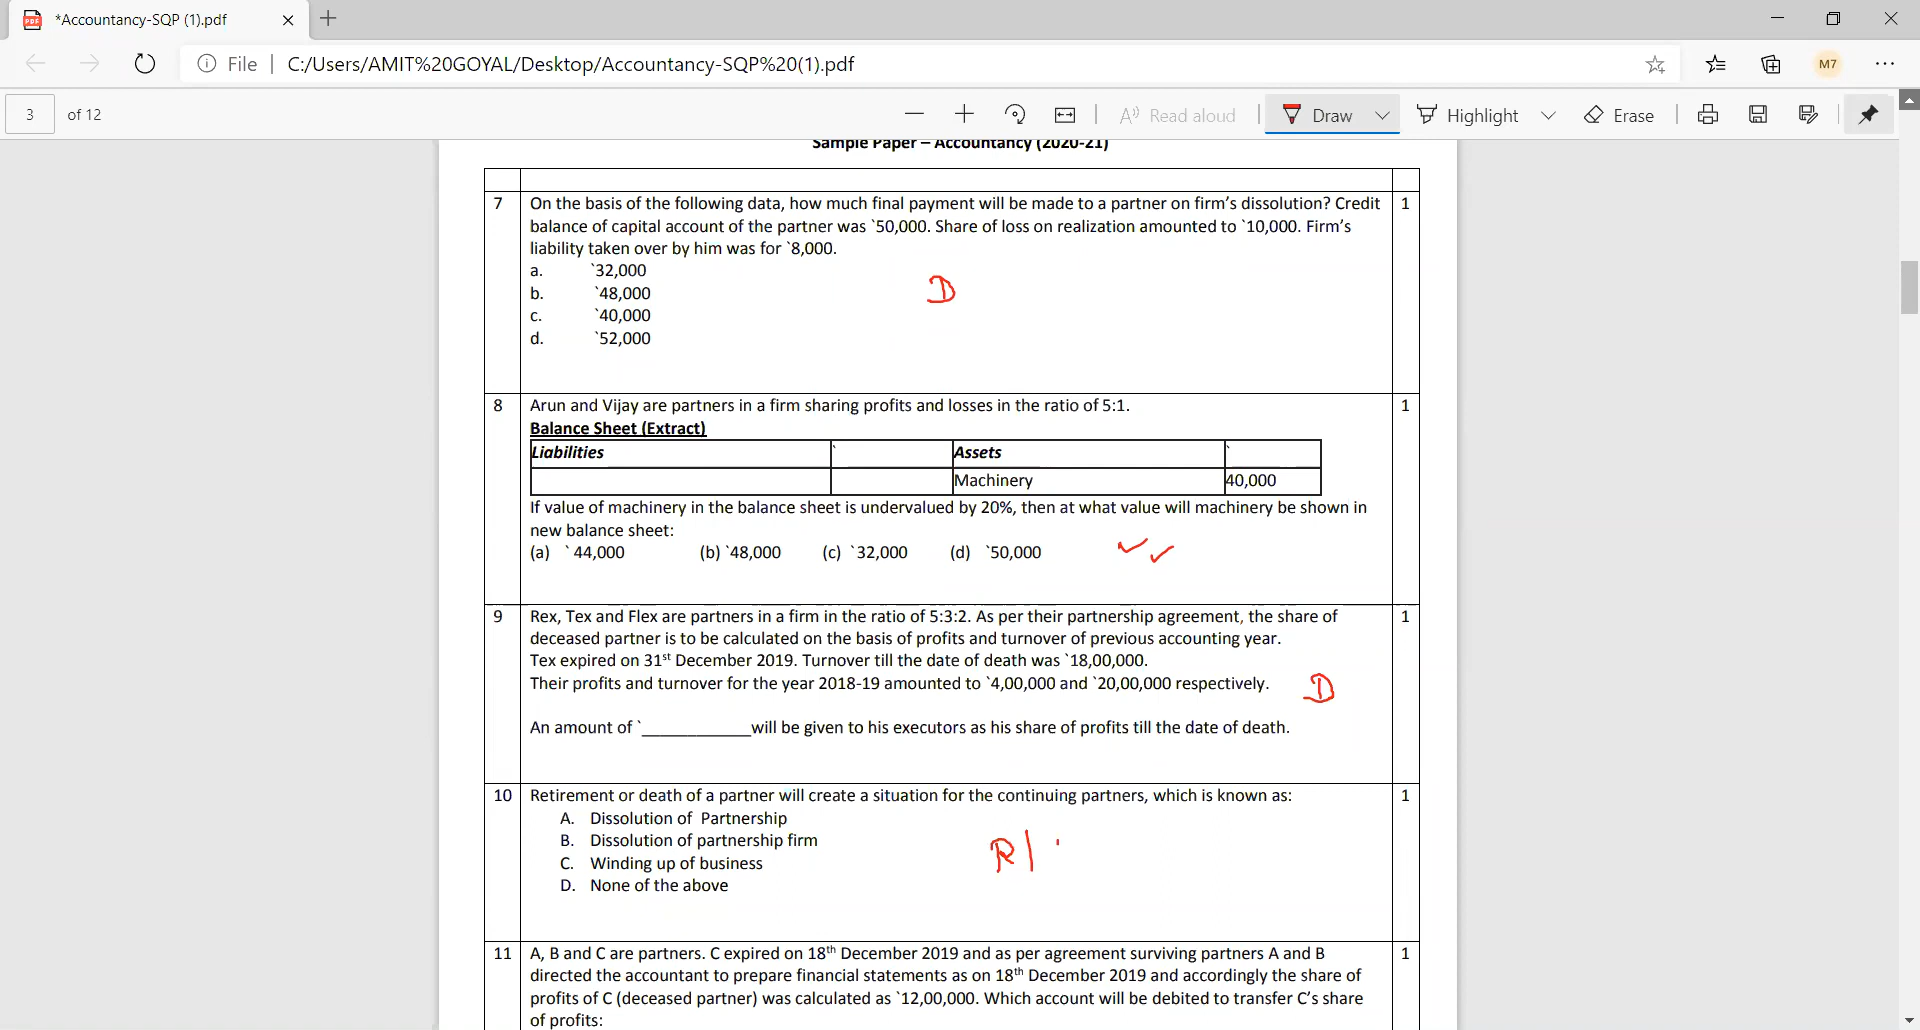 *Accountancy-SQP (1).pdf
File C:/Users/AMIT%20GOYAL/Desktop/Accountancy-SQP%20(1).pdf M7
3 of 12 Read aloud Draw Highlight Erase
Sample Paper – Accountancy (2020-21)
7 On the basis of the following data, how much final payment will be made to a partner on firm's dissolution? Credit 1
balance of capital account of the partner was `50,000. Share of loss on realization amounted to `10,000. Firm's
liability taken over by him was for `8,000.
a. `32,000
b. `48,000
D
c. `40,000
d. `52,000
8 Arun and Vijay are partners in a firm sharing profits and losses in the ratio of 5:1. 1
Balance Sheet (Extract)
Liabilities ` Assets `
Machinery 40,000
If value of machinery in the balance sheet is undervalued by 20%, then at what value will machinery be shown in
new balance sheet:
(a) ` 44,000 (b) `48,000 (c) `32,000 (d) `50,000
9 Rex, Tex and Flex are partners in a firm in the ratio of 5:3:2. As per their partnership agreement, the share of 1
deceased partner is to be calculated on the basis of profits and turnover of previous accounting year.
Tex expired on 31st December 2019. Turnover till the date of death was `18,00,000.
Their profits and turnover for the year 2018-19 amounted to `4,00,000 and `20,00,000 respectively.
D
An amount of `____________will be given to his executors as his share of profits till the date of death.
10 Retirement or death of a partner will create a situation for the continuing partners, which is known as: 1
A. Dissolution of Partnership
B. Dissolution of partnership firm
R|
C. Winding up of business
D. None of the above
11 A, B and C are partners. C expired on 18th December 2019 and as per agreement surviving partners A and B 1
directed the accountant to prepare financial statements as on 18th December 2019 and accordingly the share of
profits of C (deceased partner) was calculated as `12,00,000. Which account will be debited to transfer C's share
of profits: